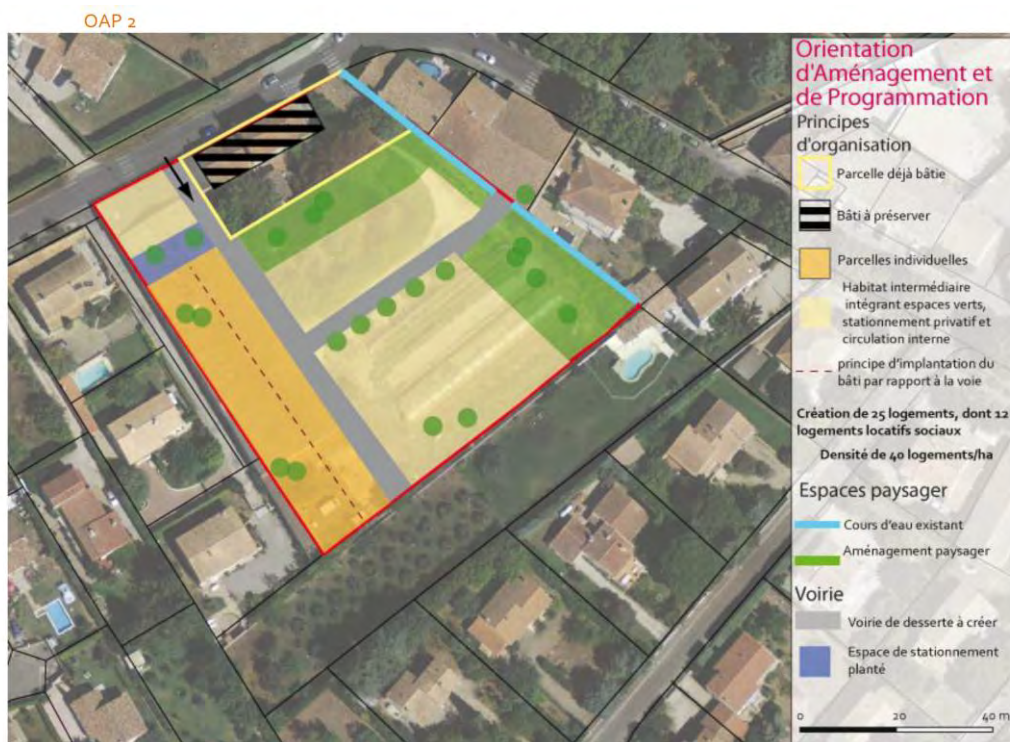 OAP 2
Orientation
d'Aménagement et
de Programmation
Principes
d'organisation
Parcelle déjà bâtie
Bâti à préserver
Parcelles individuelles
Habitat intermédiaire
intégrant espaces verts,
stationnement privatif et
circulation interne
principe d'implantation du
bâti par rapport à la voie
Création de 25 logements, dont 12
logements locatifs sociaux
Densité de 40 logements/ha
Espaces paysager
Cours d'eau existant
Aménagement paysager
Voirie
Voirie de desserte à créer
Espace de stationnement
planté
0 20 40 m